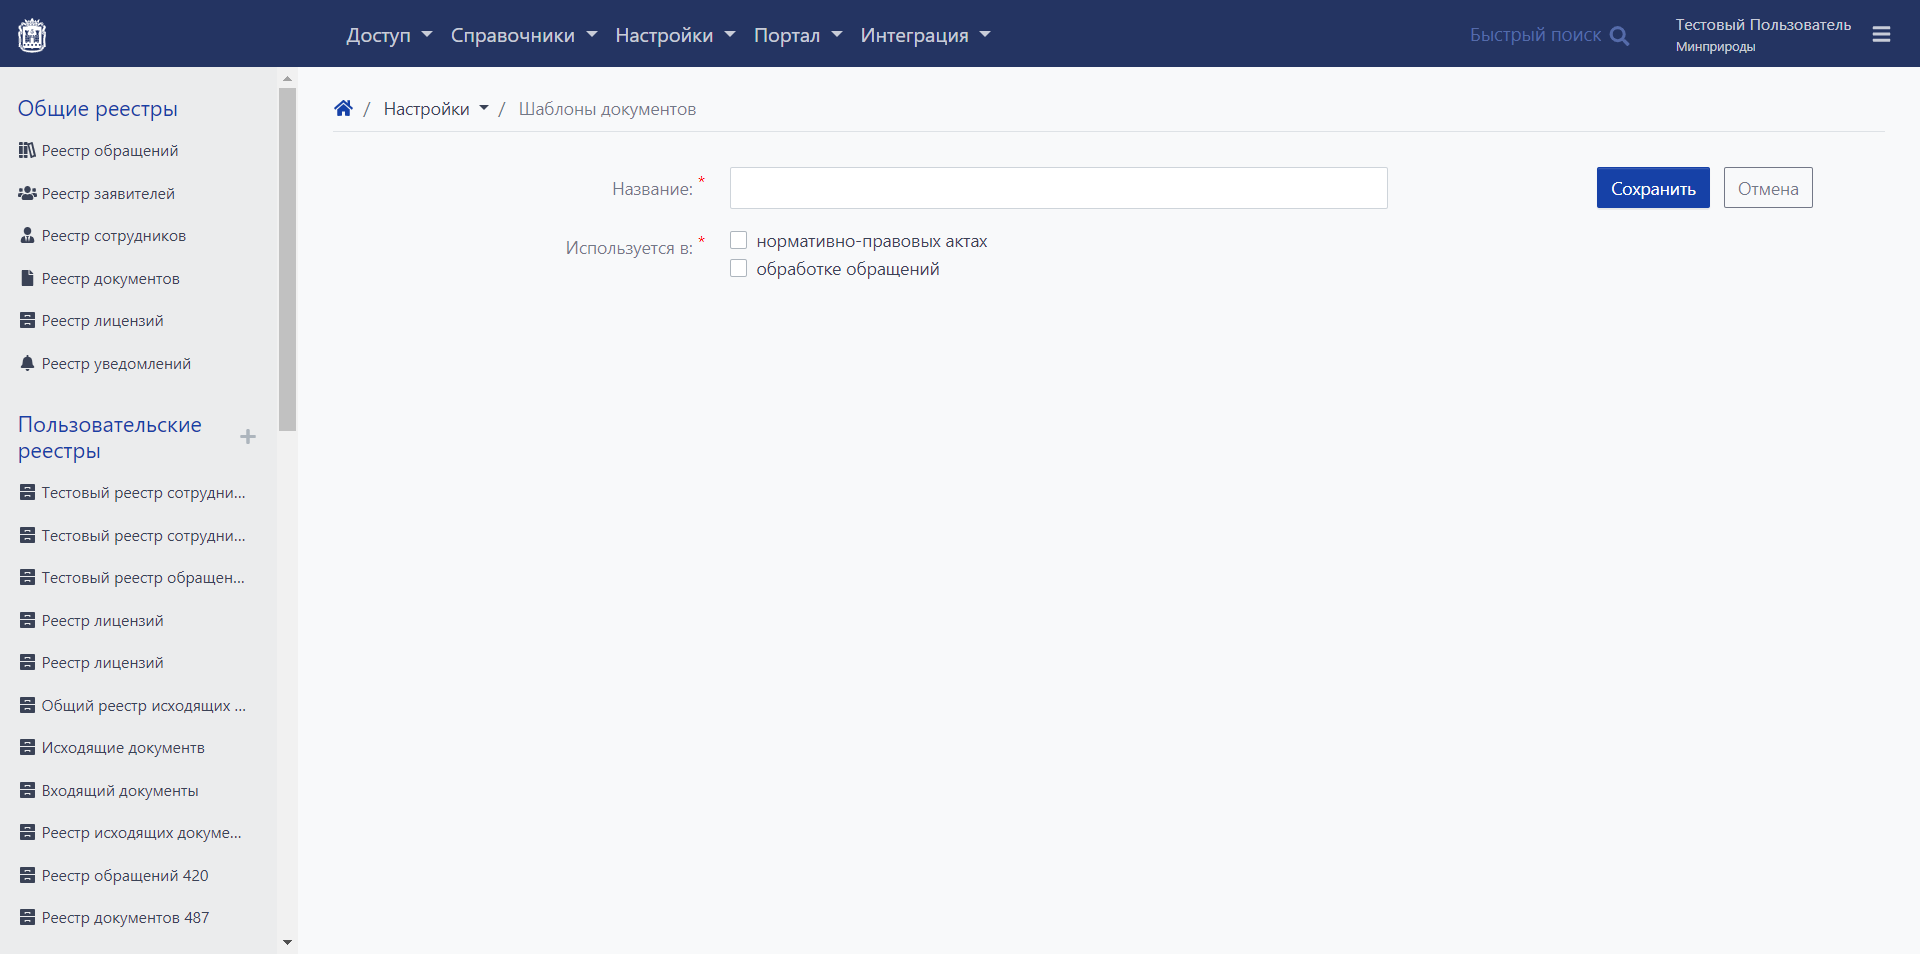 Доступ Справочники Настройки Портал Интеграция Быстрый поиск Тестовый Пользователь
Минприроды
Общие реестры
Реестр обращений
Реестр заявителей
Реестр сотрудников
Реестр документов
Реестр лицензий
Реестр уведомлений
Пользовательские
реестры
Тестовый реестр сотрудни...
Тестовый реестр сотрудни...
Тестовый реестр обращен...
Реестр лицензий
Реестр лицензий
Общий реестр исходящих ...
Исходящие документв
Входящий документы
Реестр исходящих докуме...
Реестр обращений 420
Реестр документов 487
/ Настройки / Шаблоны документов
Название: *
Сохранить Отмена
Используется в: *
нормативно-правовых актах
обработке обращений